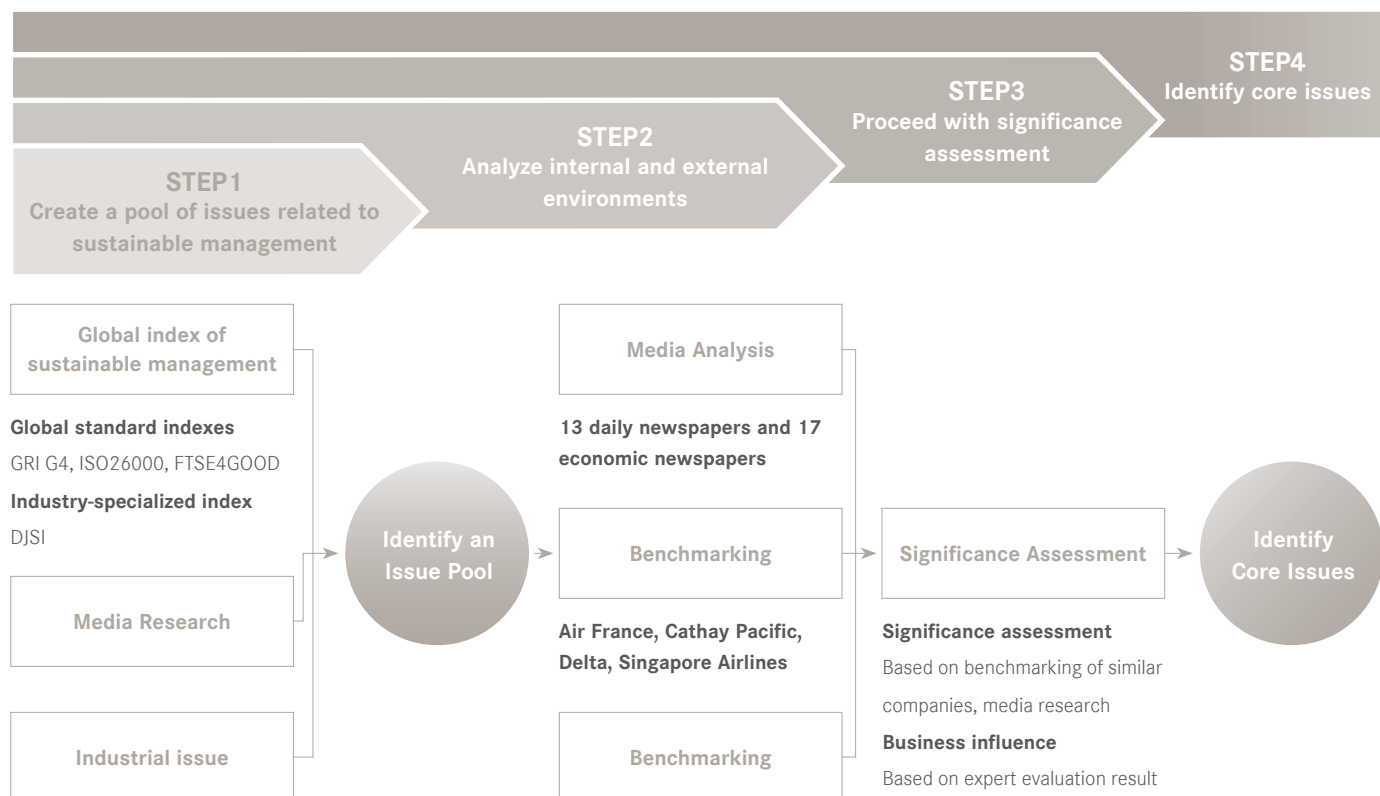 STEP1
Create a pool of issues related to
sustainable management
STEP2
Analyze internal and external
environments
STEP3
Proceed with significance
assessment
STEP4
Identify core issues
Global index of
sustainable management
Global standard indexes
GRI G4, ISO26000, FTSE4GOOD
Industry-specialized index
DJSI
Media Research
Industrial issue
Identify an
Issue Pool
Media Analysis
13 daily newspapers and 17
economic newspapers
Benchmarking
Air France, Cathay Pacific,
Delta, Singapore Airlines
Benchmarking
Significance Assessment
Significance assessment
Based on benchmarking of similar
companies, media research
Business influence
Based on expert evaluation result
Identify
Core Issues